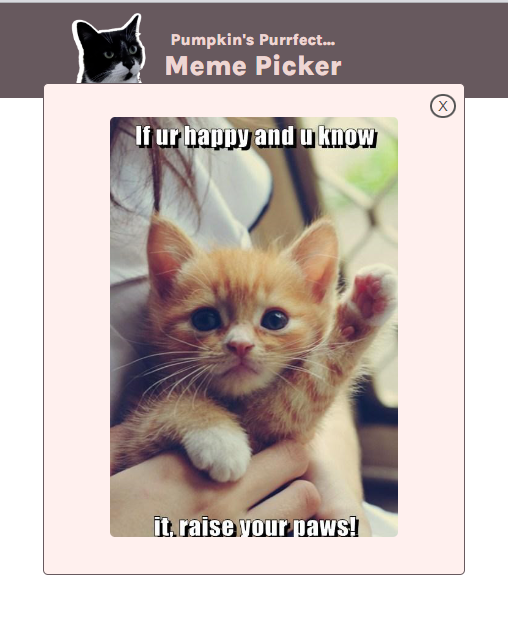 Pumpkin's Purrfect...
Meme Picker
X
If ur happy and u know
it, raise your paws!